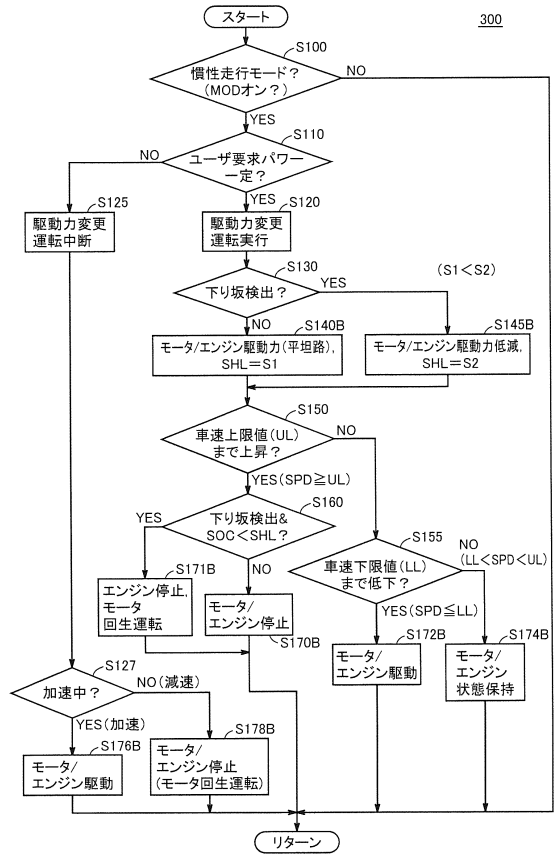 スタート
300
S100
慣性走行モード?
(MODオン?)
NO
YES
S110
ユーザ要求パワー
一定?
NO
YES
S125
駆動力変更
運転中断
S120
駆動力変更
運転実行
S130
下り坂検出?
YES
(S1<S2)
NO
S140B
モータ/エンジン駆動力(平坦路),
SHL=S1
S145B
モータ/エンジン駆動力低減,
SHL=S2
S150
車速上限値(UL)
まで上昇?
NO
YES(SPD≧UL)
S160
下り坂検出&
SOC<SHL?
YES
NO
S155
車速下限値(LL)
まで低下?
NO
(LL<SPD<UL)
YES(SPD≦LL)
S171B
エンジン停止,
モータ
回生運転
モータ/
エンジン停止
S170B
S172B
モータ/
エンジン駆動
S174B
モータ/
エンジン
状態保持
S127
加速中?
NO(減速)
YES(加速)
S176B
モータ/
エンジン駆動
S178B
モータ/
エンジン停止
(モータ回生運転)
リターン